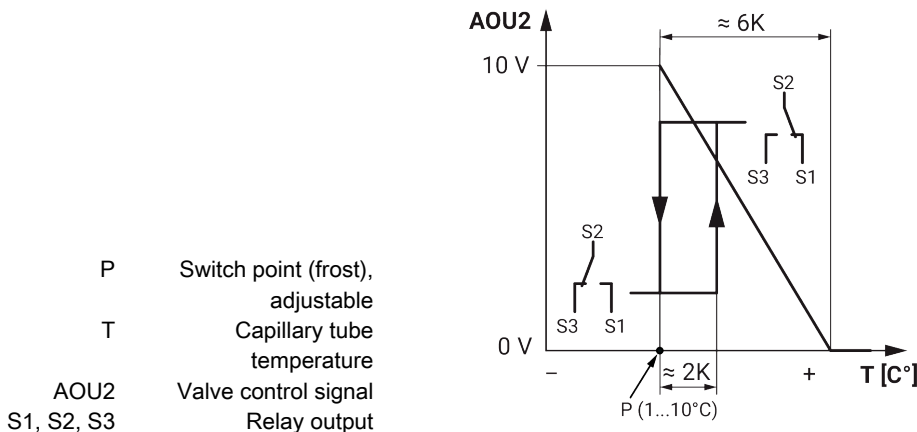 AOU2
≈ 6K
10 V
S2
S3 S1
S2
S3 S1
0 V
– ≈ 2K + T [C°]
P (1...10°C)
P Switch point (frost),
adjustable
T Capillary tube
temperature
AOU2 Valve control signal
S1, S2, S3 Relay output